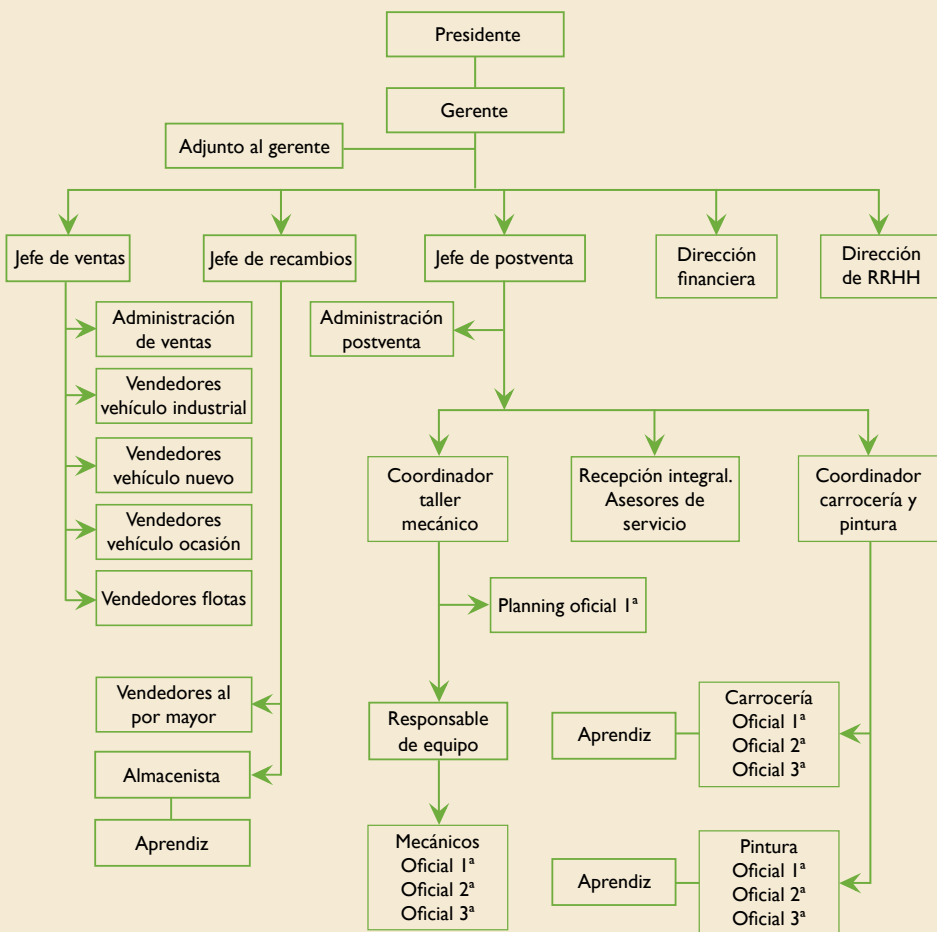 Presidente
Gerente
Adjunto al gerente
Jefe de ventas
Jefe de recambios
Jefe de postventa
Dirección
financiera
Dirección
de RRHH
Administración
de ventas
Administración
postventa
Vendedores
vehículo industrial
Vendedores
vehículo nuevo
Vendedores
vehículo ocasión
Vendedores flotas
Coordinador
taller
mecánico
Recepción integral.
Asesores de
servicio
Coordinador
carrocería y
pintura
Planning oficial 1ª
Vendedores al
por mayor
Almacenista
Aprendiz
Responsable
de equipo
Mecánicos
Oficial 1ª
Oficial 2ª
Oficial 3ª
Aprendiz
Carrocería
Oficial 1ª
Oficial 2ª
Oficial 3ª
Aprendiz
Pintura
Oficial 1ª
Oficial 2ª
Oficial 3ª